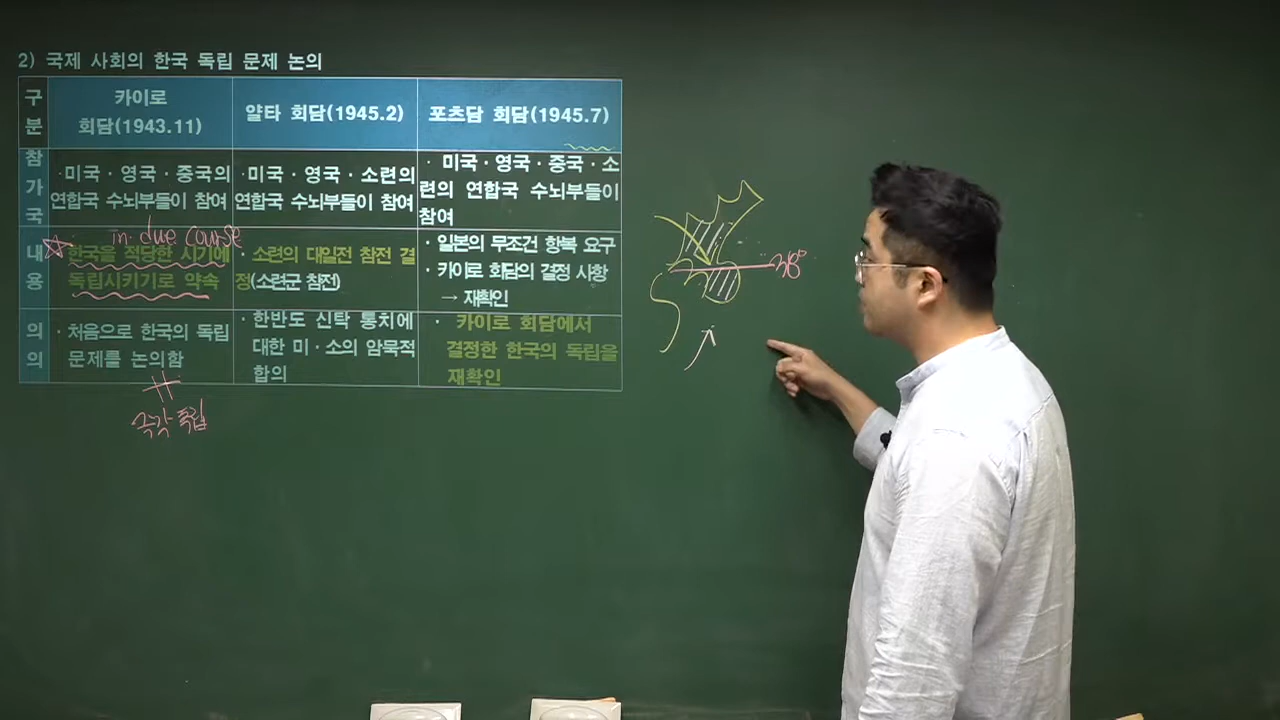 2) 국제 사회의 한국 독립 문제 논의
구분
카이로
회담(1943.11)
얄타 회담(1945.2)
포츠담 회담(1945.7)
참가국
·미국·영국·중국의
연합국 수뇌부들이 참여
·미국·영국·소련의
연합국 수뇌부들이 참여
· 미국·영국·중국·소
련의 연합국 수뇌부들이
참여
in due course
내용
·한국을 적당한 시기에
독립시키기로 약속
· 소련의 대일전 참전 결
정(소련군 참전)
· 일본의 무조건 항복 요구
· 카이로 회담의 결정 사항
→ 재확인
의의
· 처음으로 한국의 독립
문제를 논의함
· 한반도 신탁 통치에
대한 미·소의 암묵적
합의
· 카이로 회담에서
결정한 한국의 독립을
재확인
즉각 독립
38°